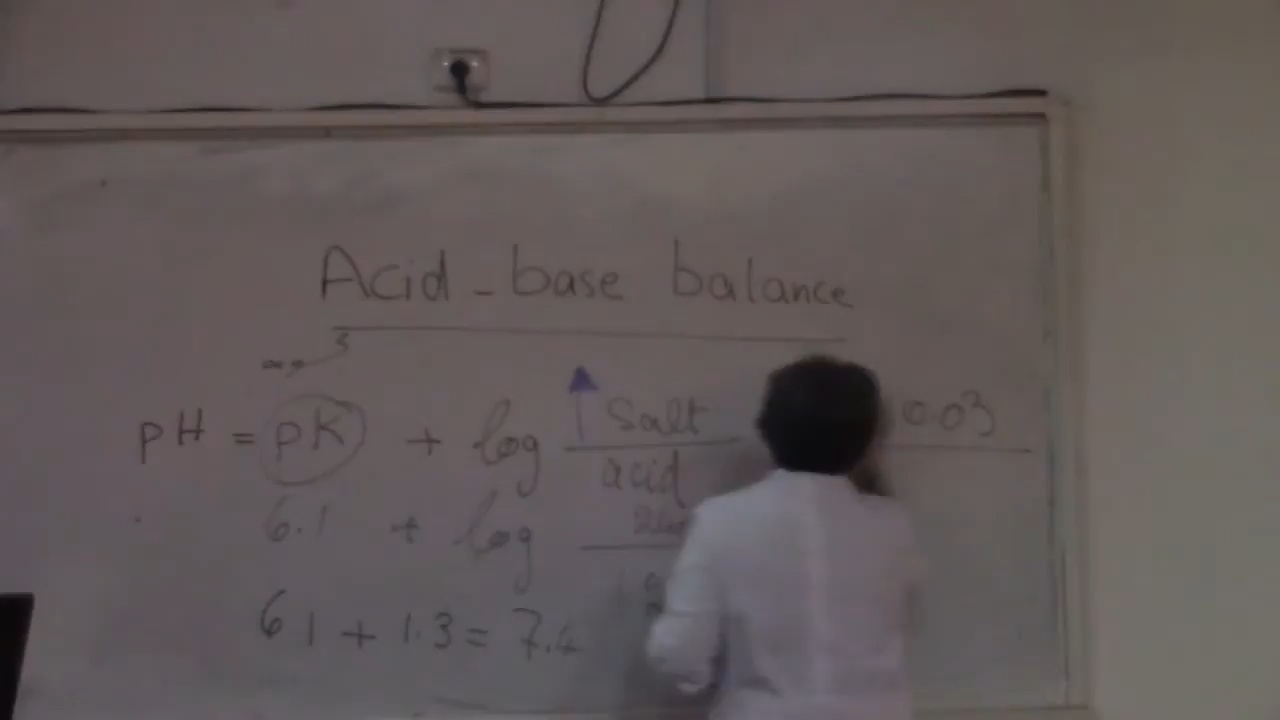 Acid - base balance
pH = pK + log salt / acid 0.03
6.1 + log
6.1 + 1.3 = 7.4